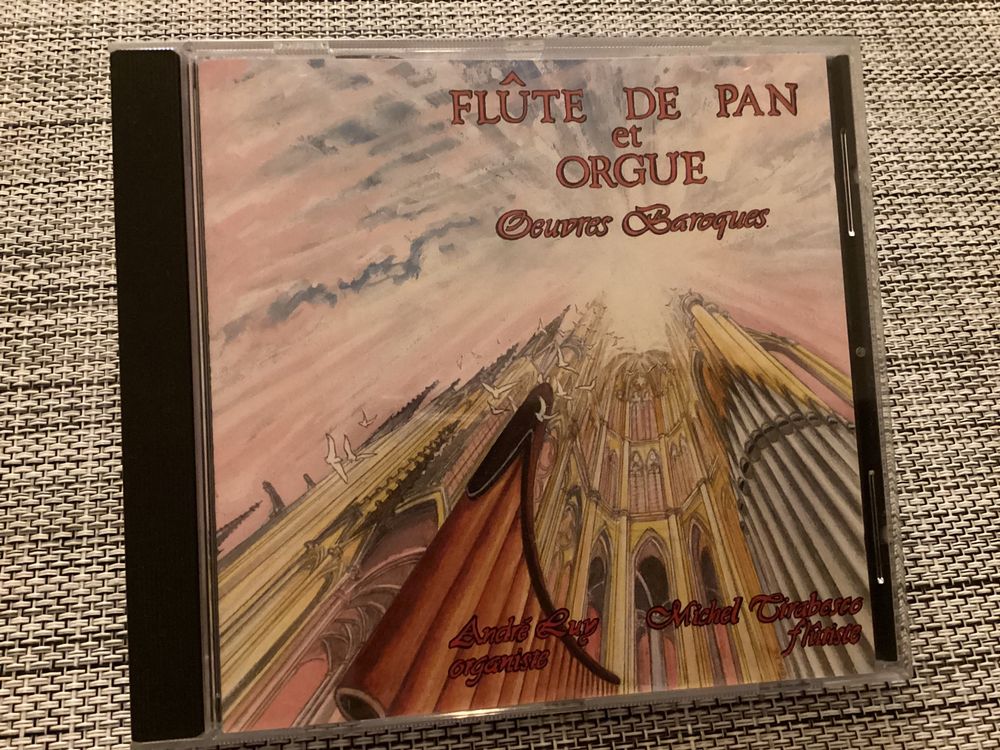 FLÛTE DE PAN
et
ORGUE
Oeuvres Baroques.
André Luy
organiste
Michel Tirabosco
flûtiste